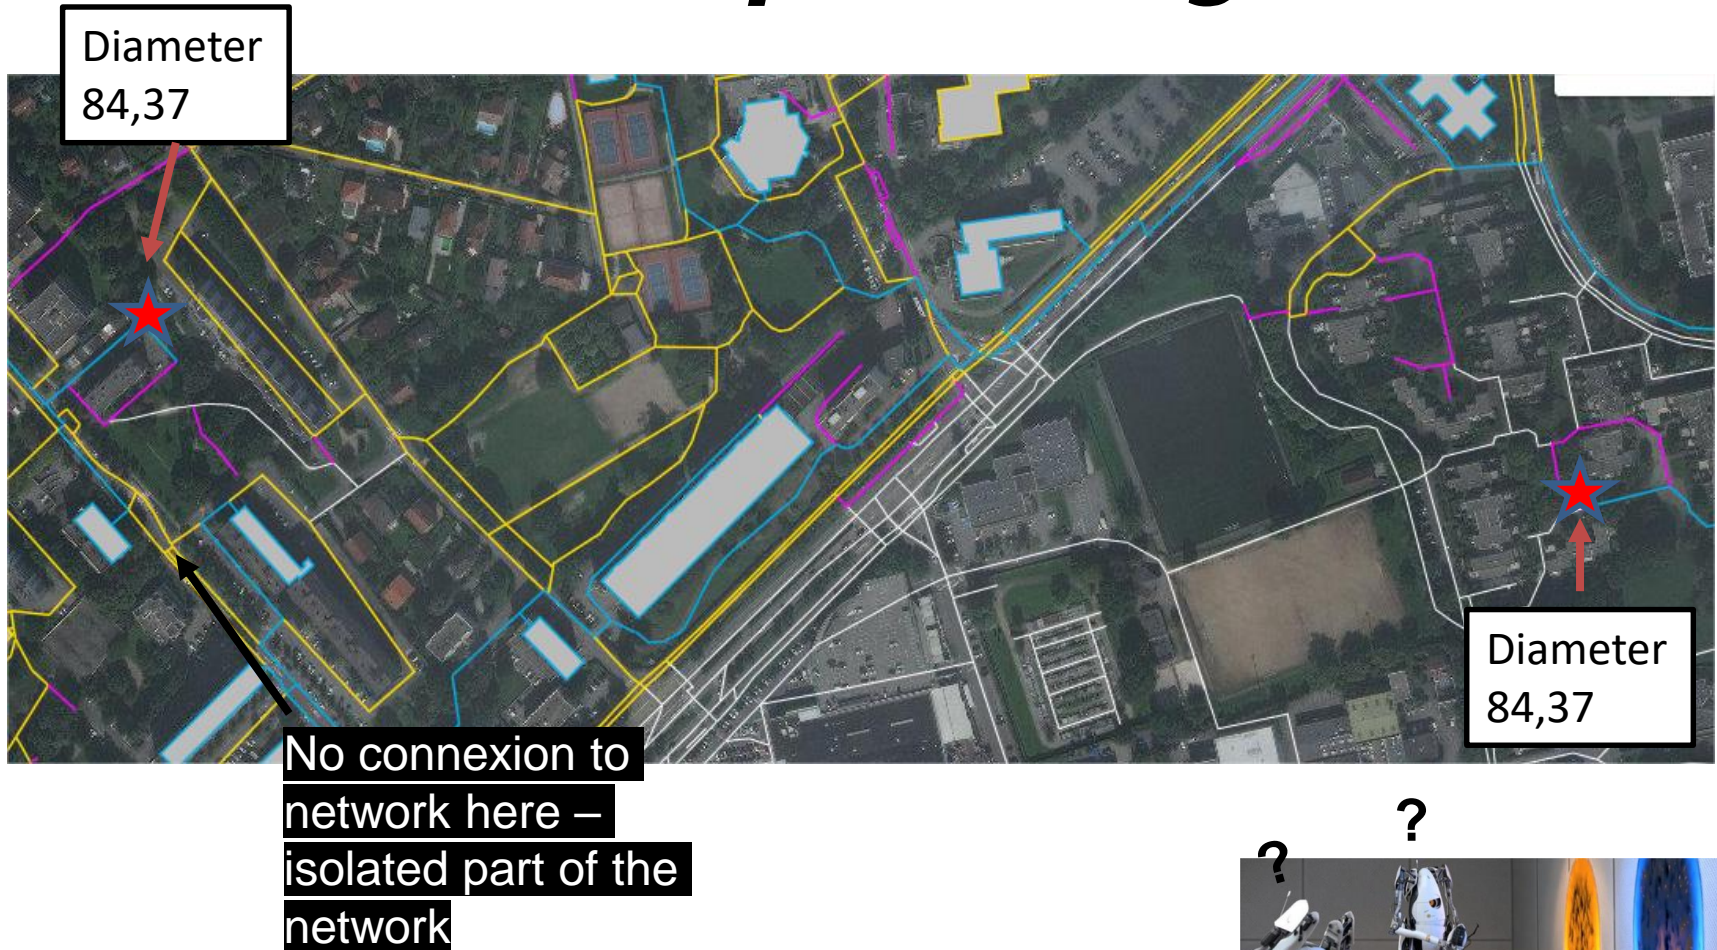 Diameter
84,37
Diameter
84,37
No connexion to
network here –
isolated part of the
network
?
?